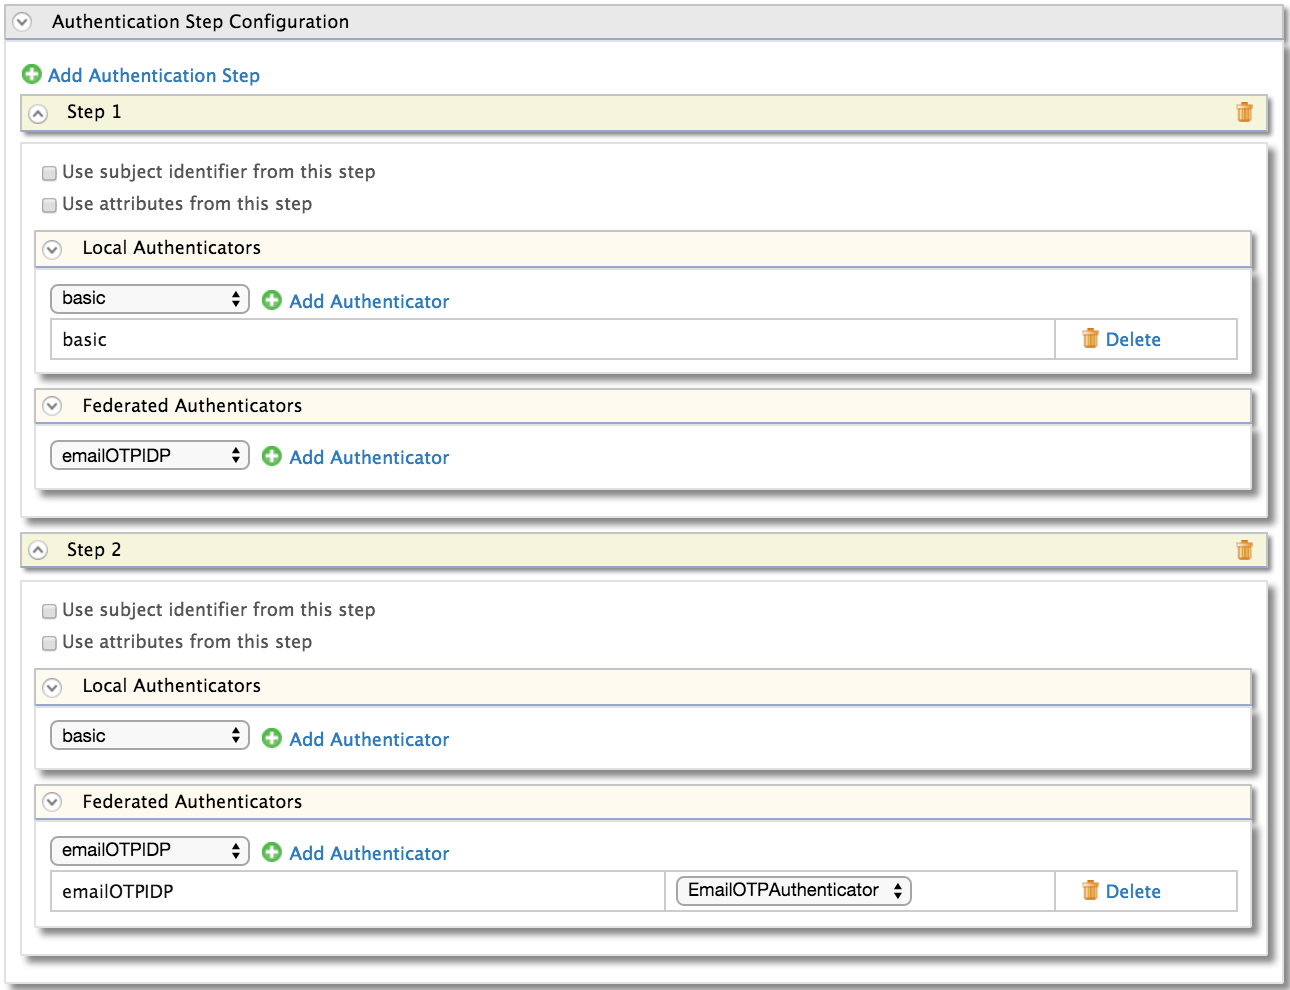 Authentication Step Configuration
Add Authentication Step
Step 1
Use subject identifier from this step
Use attributes from this step
Local Authenticators
basic Add Authenticator
basic Delete
Federated Authenticators
emailOTPIDP Add Authenticator
Step 2
Use subject identifier from this step
Use attributes from this step
Local Authenticators
basic Add Authenticator
Federated Authenticators
emailOTPIDP Add Authenticator
emailOTPIDP EmailOTPAuthenticator Delete